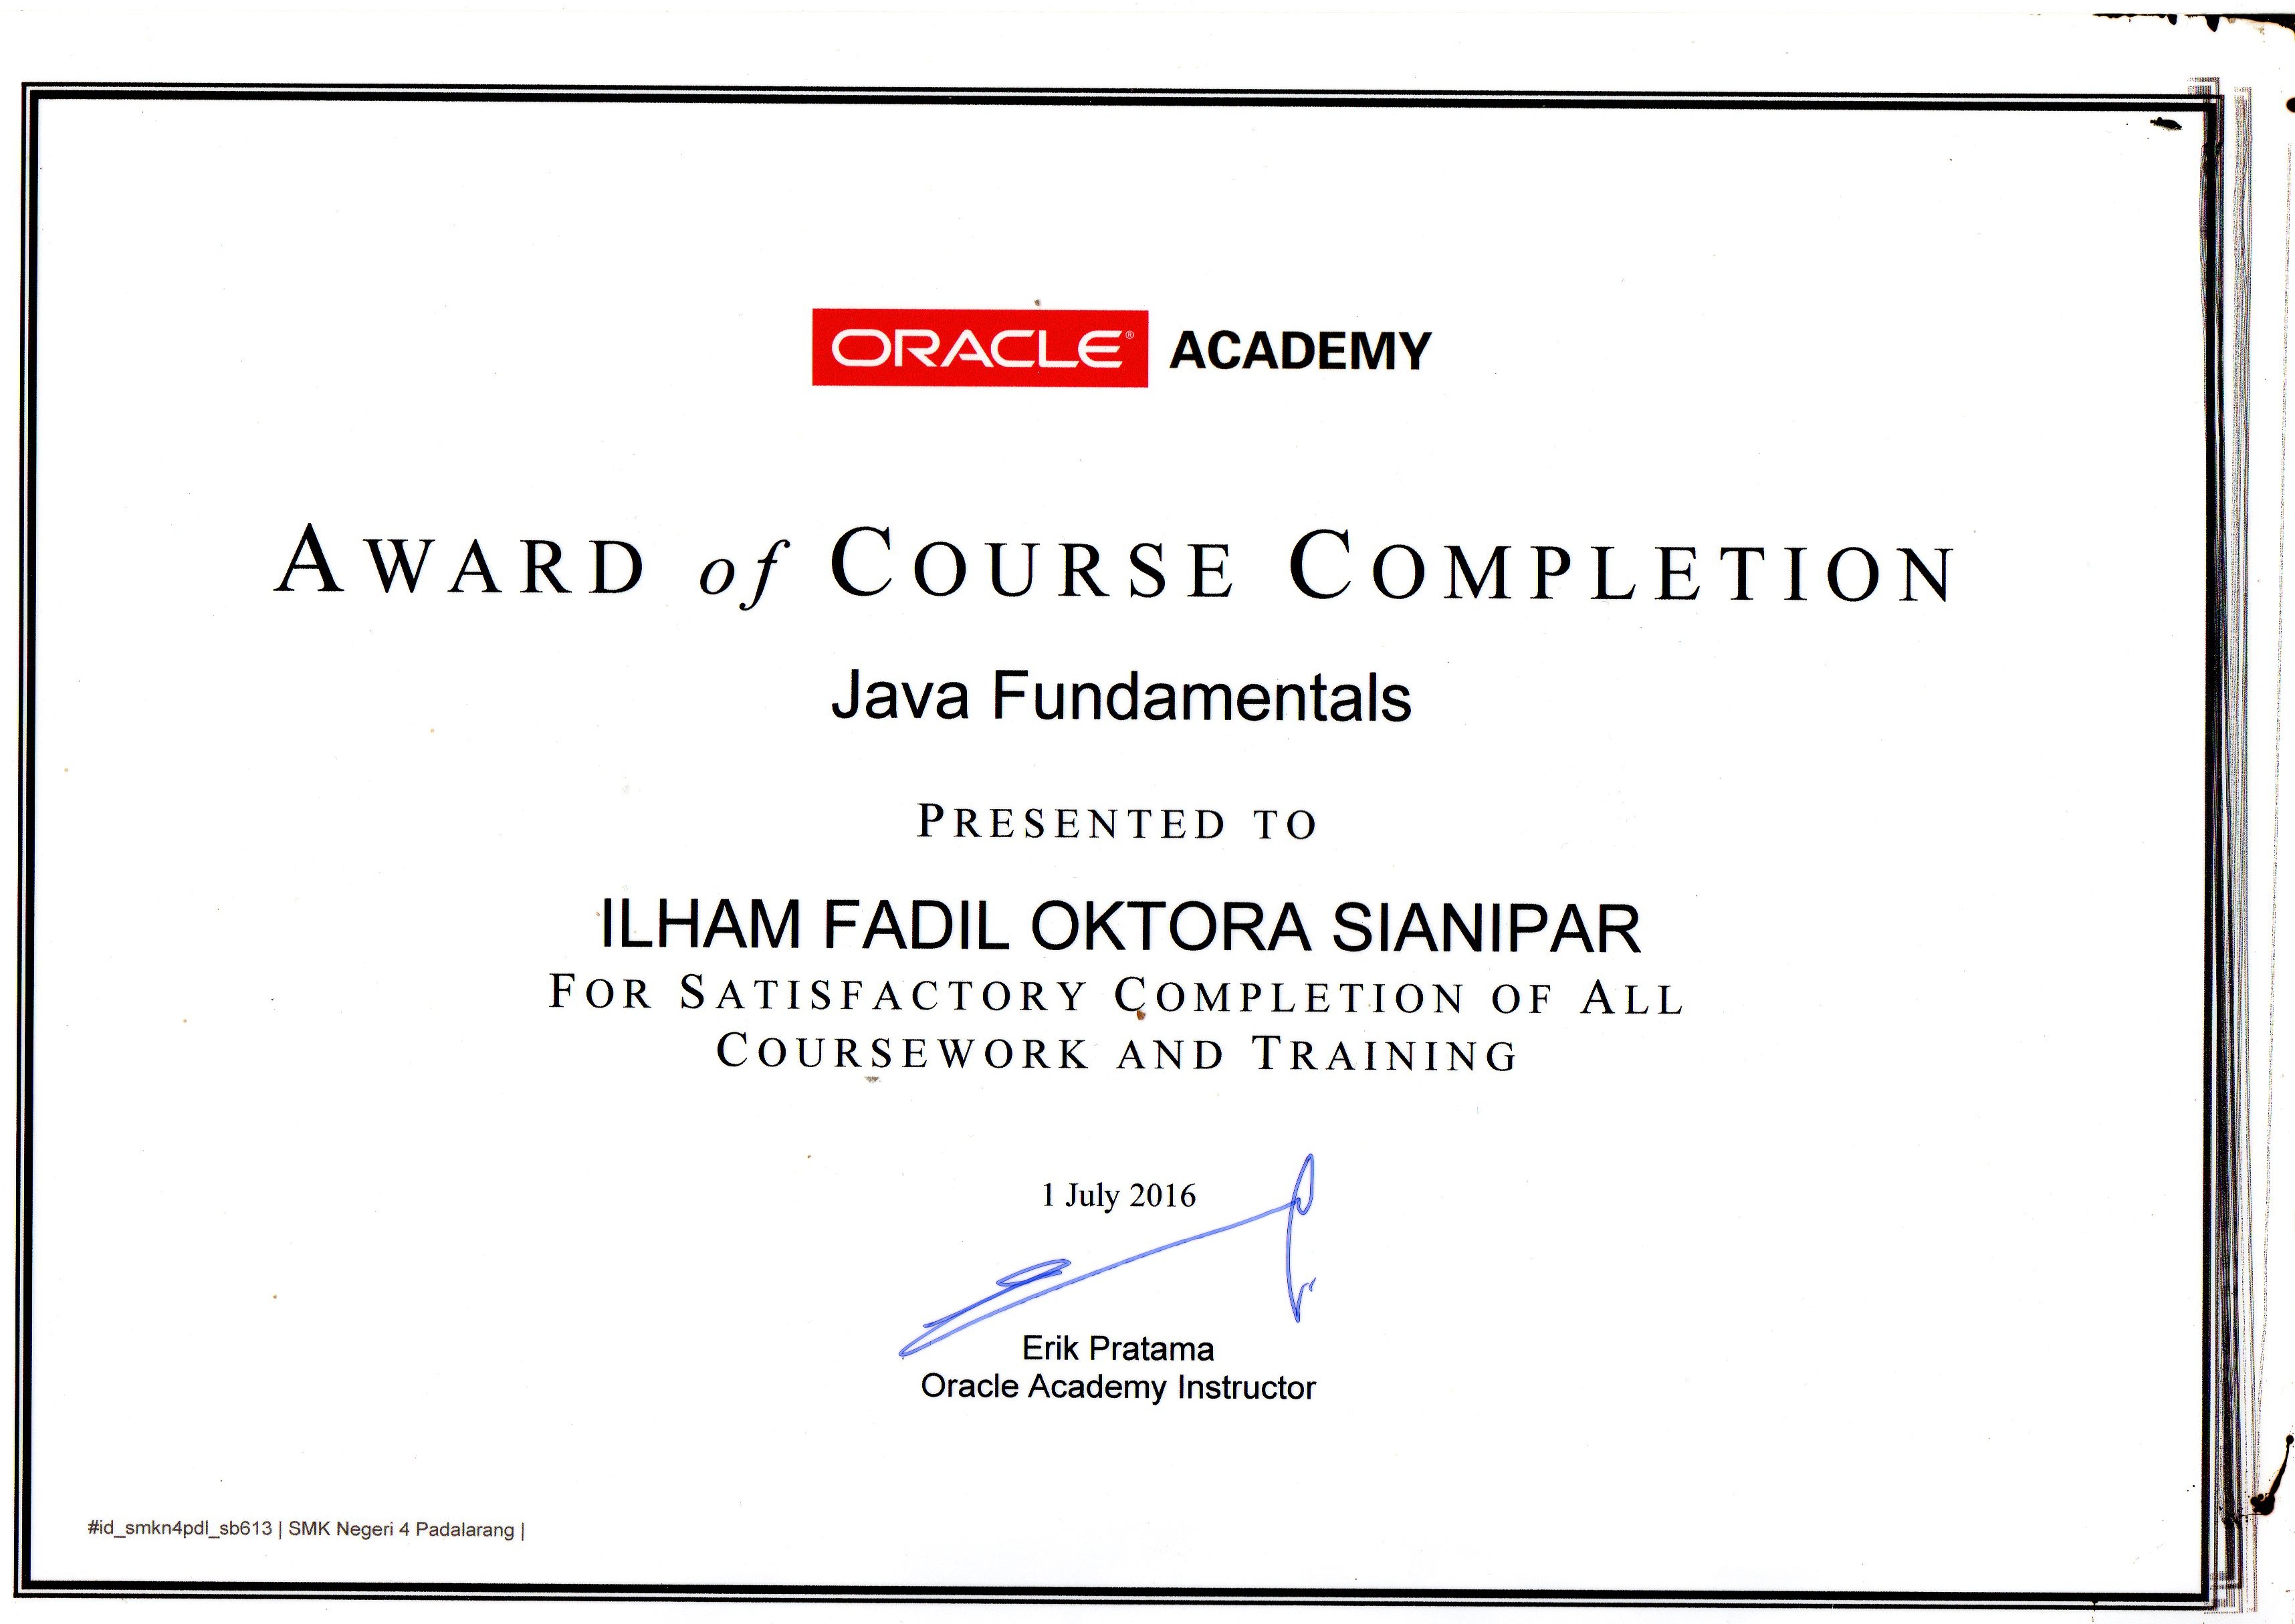 ORACLE® ACADEMY
AWARD of COURSE COMPLETION
Java Fundamentals
PRESENTED TO
ILHAM FADIL OKTORA SIANIPAR
FOR SATISFACTORY COMPLETION OF ALL
COURSEWORK AND TRAINING
1 July 2016
Erik Pratama
Oracle Academy Instructor
#id_smkn4pdl_sb613 | SMK Negeri 4 Padalarang |